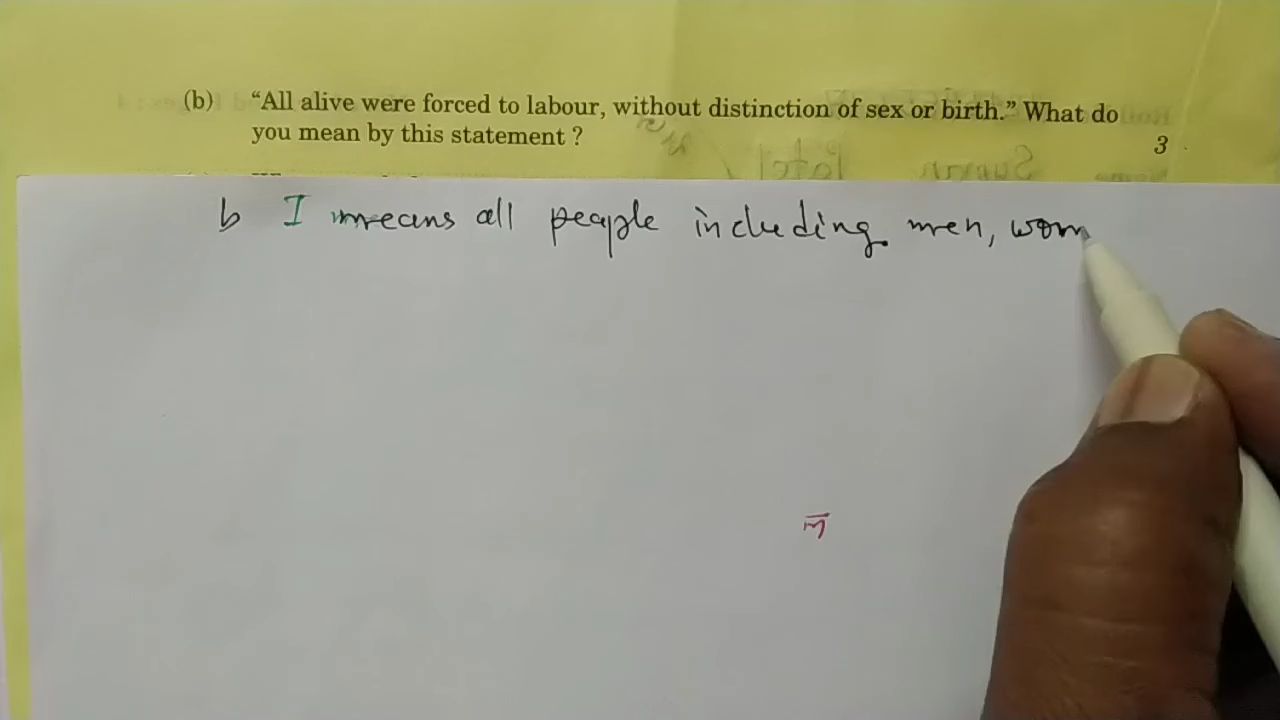 (b) “All alive were forced to labour, without distinction of sex or birth.” What do
you mean by this statement ?
3
b I means all people including men, wom